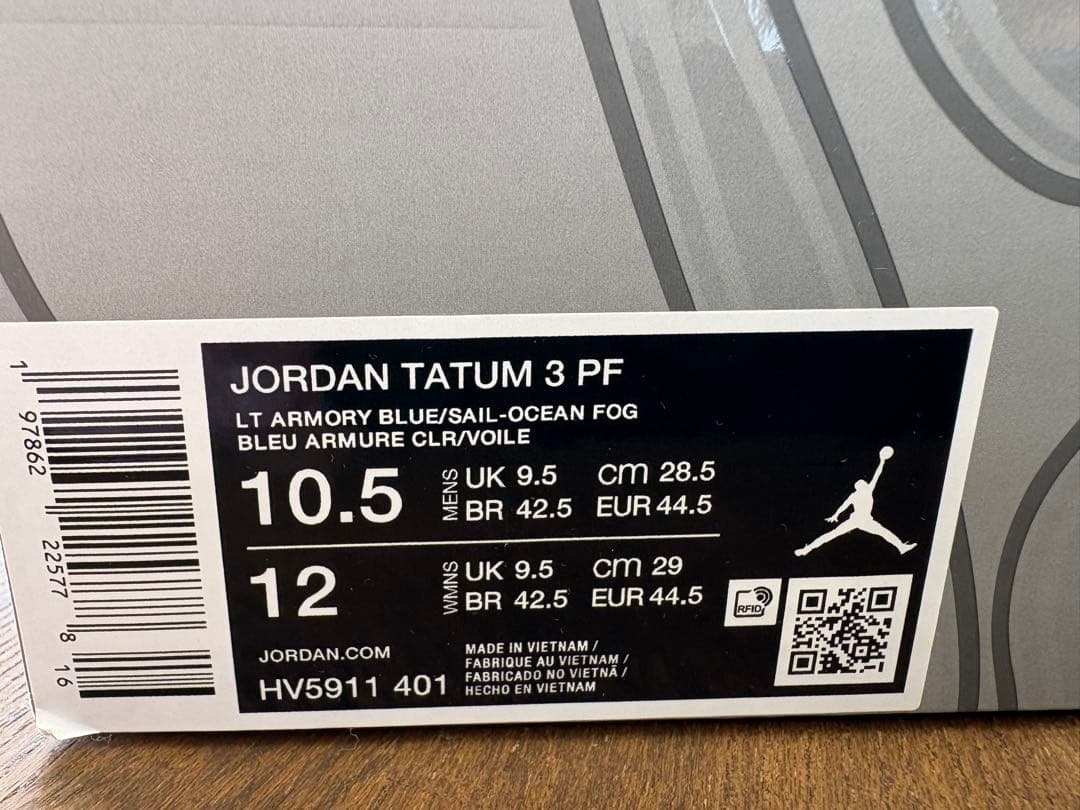 JORDAN TATUM 3 PF
LT ARMORY BLUE/SAIL-OCEAN FOG
BLEU ARMURE CLR/VOILE
10.5 MENS UK 9.5 cm 28.5
BR 42.5 EUR 44.5
12 WMNS UK 9.5 cm 29
BR 42.5 EUR 44.5
RFID
JORDAN.COM
HV5911 401
MADE IN VIETNAM /
FABRIQUE AU VIETNAM /
FABRICADO NO VIETNÃ /
HECHO EN VIETNAM
1 97862 22577 8 16